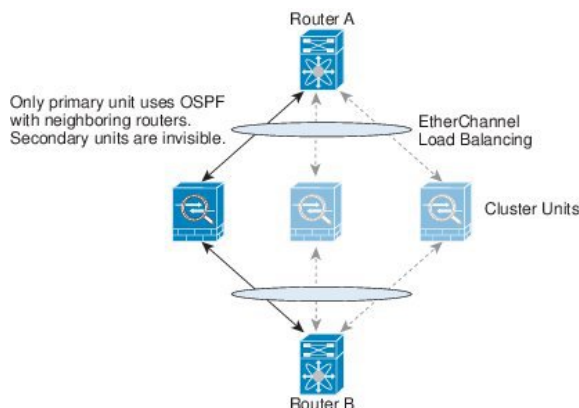 Router A
Only primary unit uses OSPF
with neighboring routers.
Secondary units are invisible.
EtherChannel
Load Balancing
Cluster Units
Router B